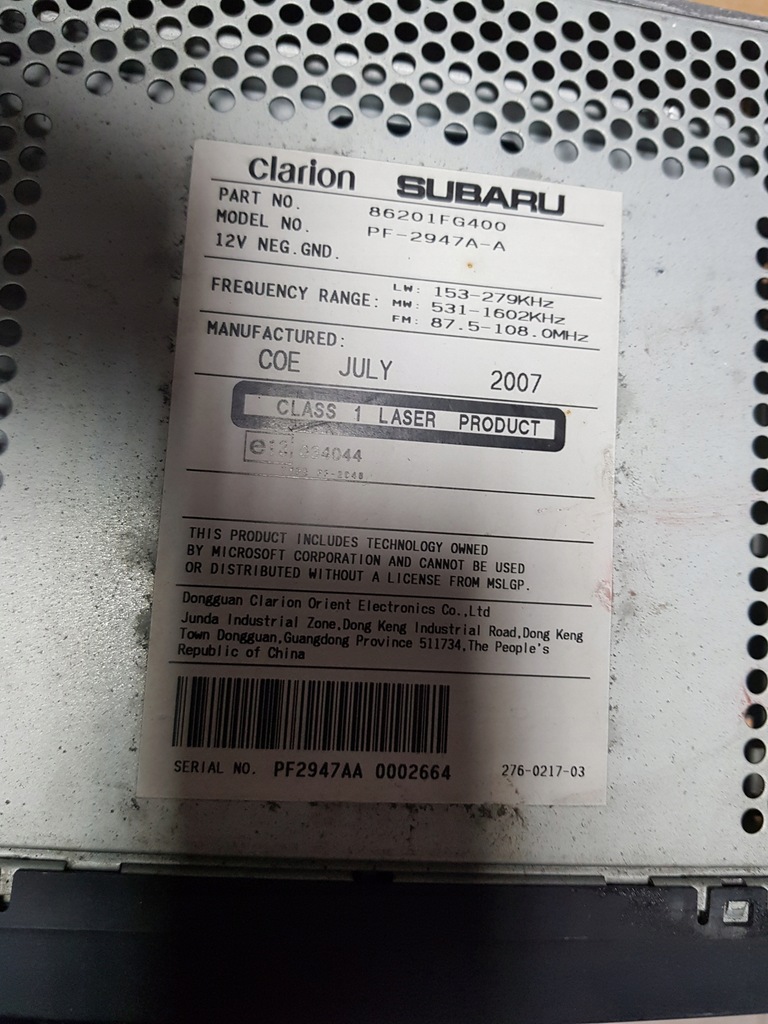 clarion SUBARU
PART NO. 86201FG400
MODEL NO. PF-2947A-A
12V NEG.GND.
FREQUENCY RANGE: LW: 153-279KHz
MW: 531-1602KHz
FM: 87.5-108.0MHz
MANUFACTURED:
COE JULY 2007
CLASS 1 LASER PRODUCT
THIS PRODUCT INCLUDES TECHNOLOGY OWNED
BY MICROSOFT CORPORATION AND CANNOT BE USED
OR DISTRIBUTED WITHOUT A LICENSE FROM MSLGP.
Dongguan Clarion Orient Electronics Co.,Ltd
Junda Industrial Zone,Dong Keng Industrial Road,Dong Keng
Town Dongguan,Guangdong Province 511734,The People's
Republic of China
SERIAL NO. PF2947AA 0002664 276-0217-03